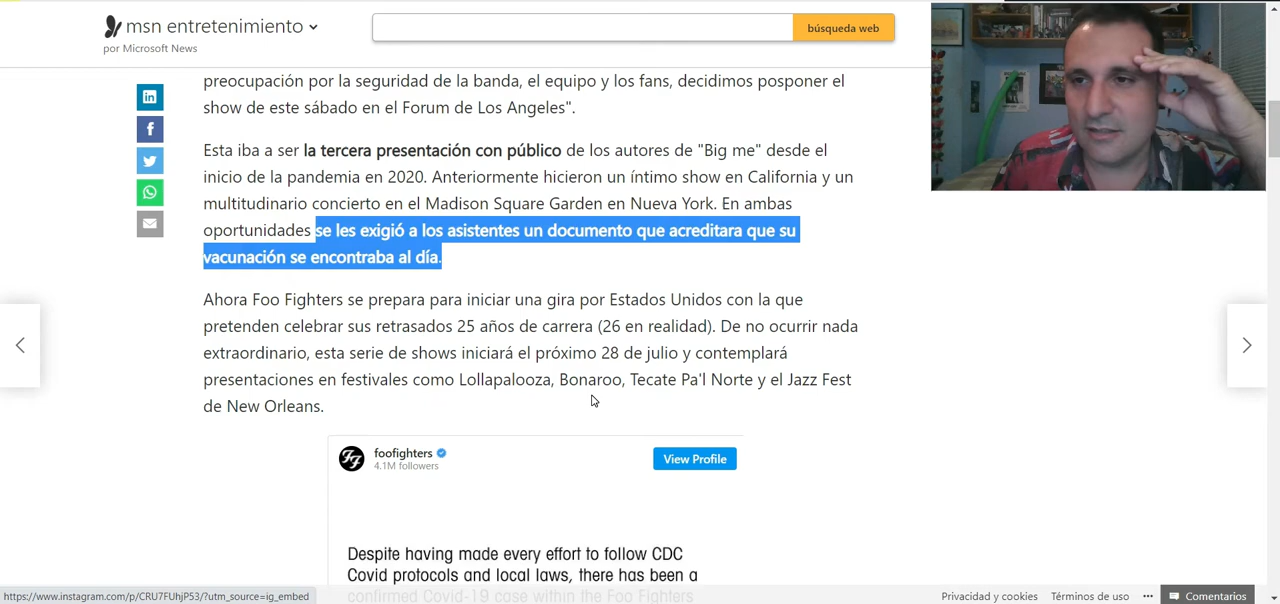 msn entretenimiento
por Microsoft News
búsqueda web
preocupación por la seguridad de la banda, el equipo y los fans, decidimos posponer el
show de este sábado en el Forum de Los Angeles".
Esta iba a ser la tercera presentación con público de los autores de "Big me" desde el
inicio de la pandemia en 2020. Anteriormente hicieron un íntimo show en California y un
multitudinario concierto en el Madison Square Garden en Nueva York. En ambas
oportunidades se les exigió a los asistentes un documento que acreditara que su
vacunación se encontraba al día.
Ahora Foo Fighters se prepara para iniciar una gira por Estados Unidos con la que
pretenden celebrar sus retrasados 25 años de carrera (26 en realidad). De no ocurrir nada
extraordinario, esta serie de shows iniciará el próximo 28 de julio y contemplará
presentaciones en festivales como Lollapalooza, Bonaroo, Tecate Pa'l Norte y el Jazz Fest
de New Orleans.
foofighters
4.1M followers
View Profile
Despite having made every effort to follow CDC
Covid protocols and local laws, there has been a
confirmed Covid-19 case within the Foo Fighters
https://www.instagram.com/p/CRU7FUhjP53/?utm_source=ig_embed
Privacidad y cookies
Términos de uso
Comentarios